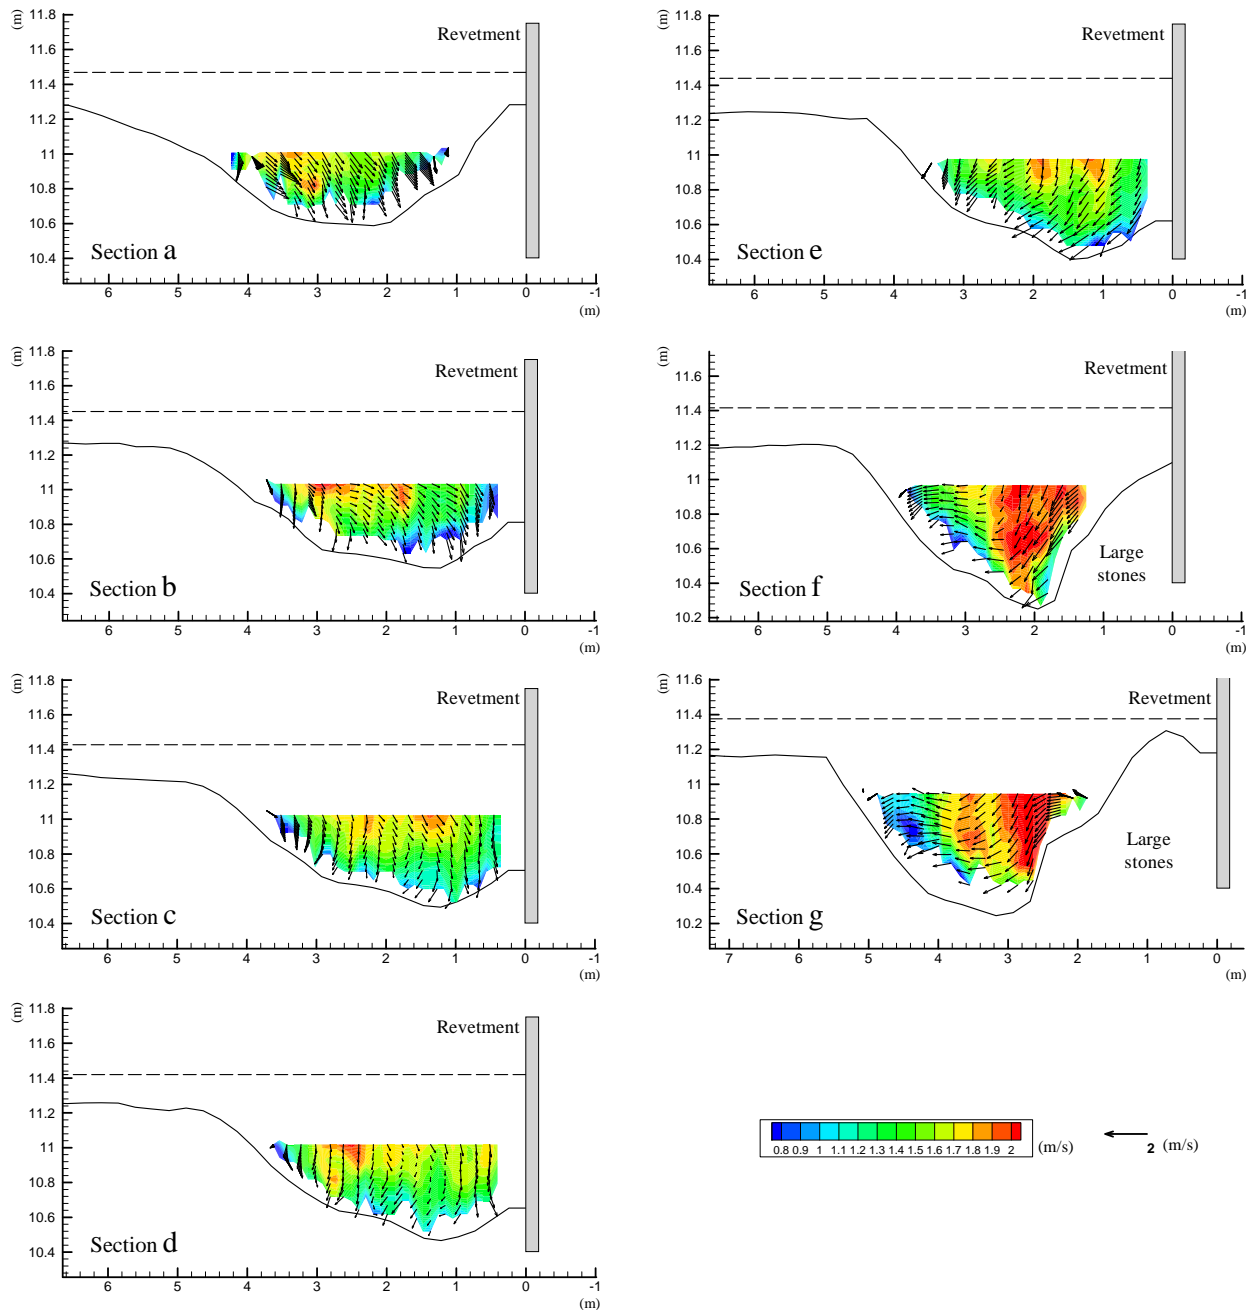 (m)
11.8
11.6
11.4
11.2
11
10.8
10.6
10.4
Revetment
Section a
6 5 4 3 2 1 0 -1
(m)
(m)
11.8
11.6
11.4
11.2
11
10.8
10.6
10.4
Revetment
Section e
6 5 4 3 2 1 0 -1
(m)
(m)
11.8
11.6
11.4
11.2
11
10.8
10.6
10.4
Revetment
Section b
6 5 4 3 2 1 0 -1
(m)
(m)
11.6
11.4
11.2
11
10.8
10.6
10.4
10.2
Revetment
Large
stones
Section f
6 5 4 3 2 1 0 -1
(m)
(m)
11.8
11.6
11.4
11.2
11
10.8
10.6
10.4
Revetment
Section c
6 5 4 3 2 1 0 -1
(m)
(m)
11.6
11.4
11.2
11
10.8
10.6
10.4
10.2
Revetment
Large
stones
Section g
7 6 5 4 3 2 1 0
(m)
(m)
11.8
11.6
11.4
11.2
11
10.8
10.6
10.4
Revetment
Section d
6 5 4 3 2 1 0 -1
(m)
0.8 0.9 1 1.1 1.2 1.3 1.4 1.5 1.6 1.7 1.8 1.9 2 (m/s)
2 (m/s)